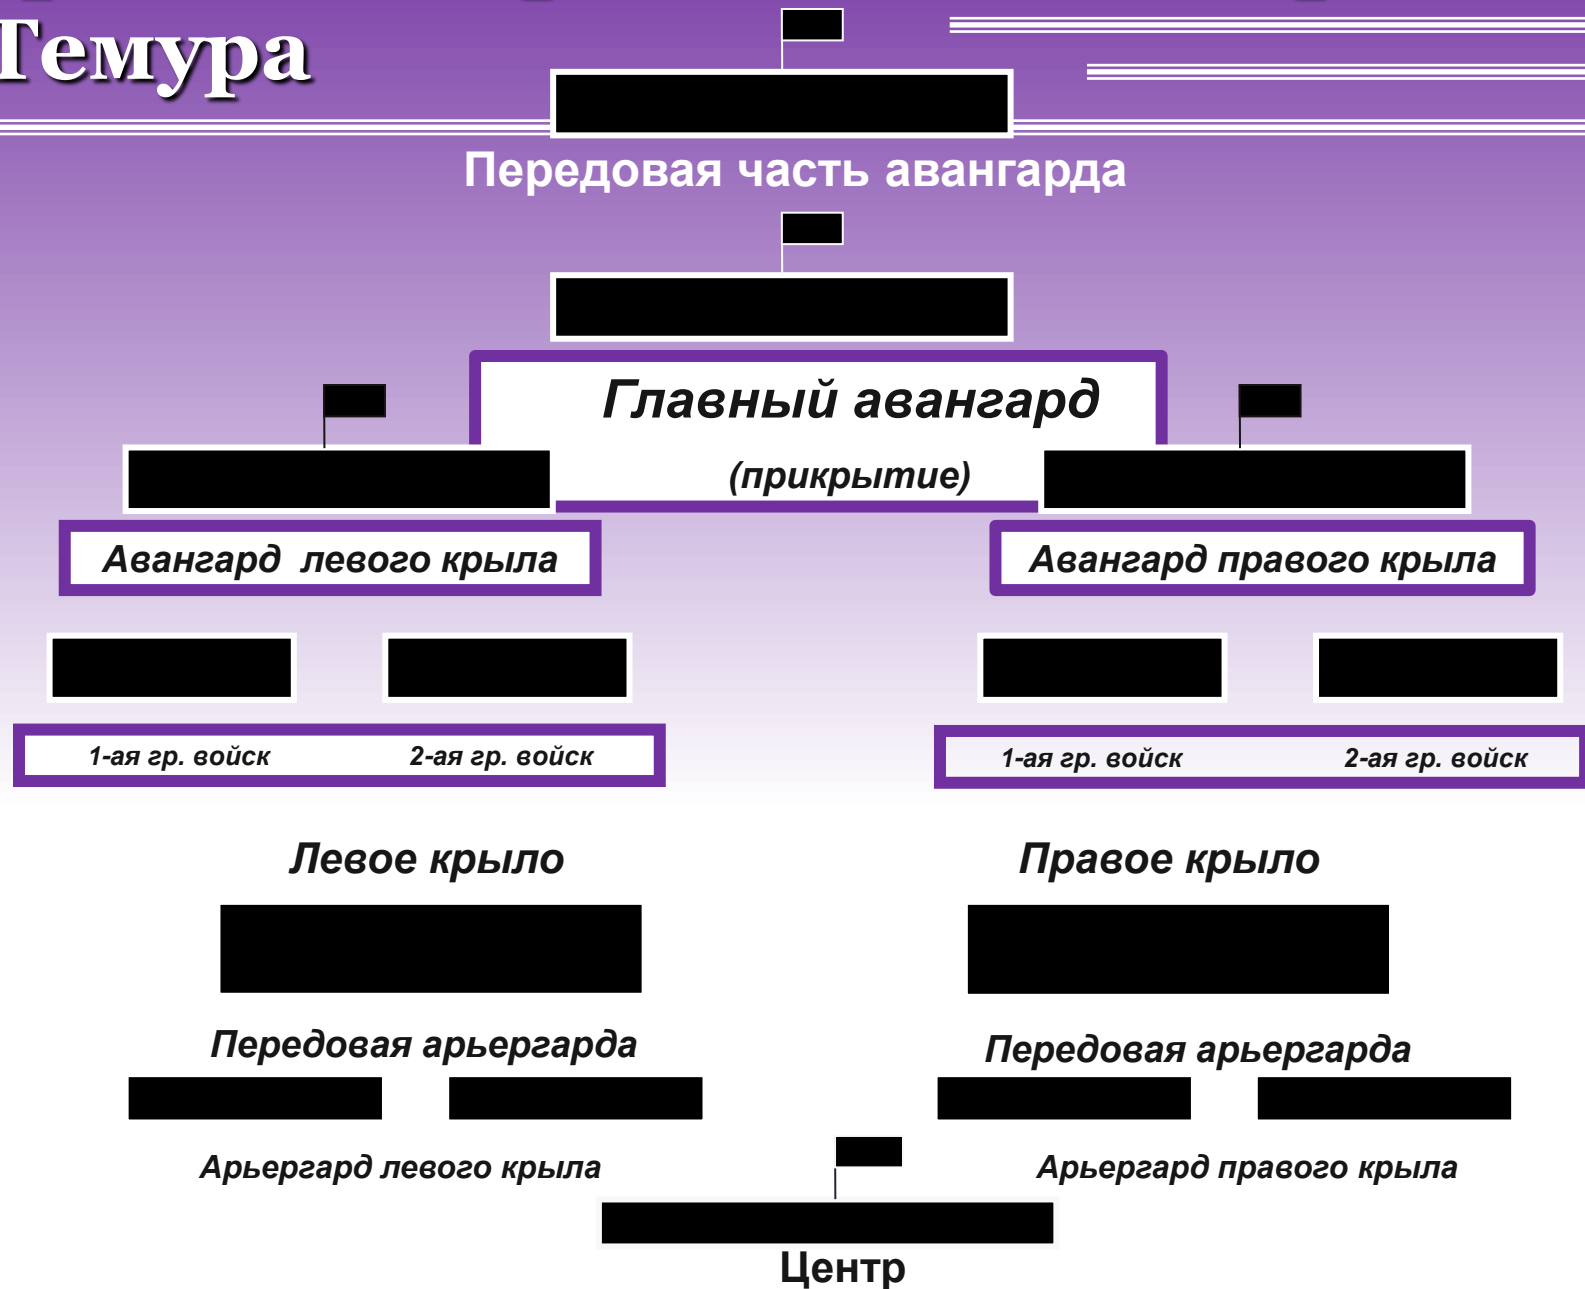 Темура
Передовая часть авангарда
Главный авангард
(прикрытие)
Авангард левого крыла
Авангард правого крыла
1-ая гр. войск
2-ая гр. войск
1-ая гр. войск
2-ая гр. войск
Левое крыло
Правое крыло
Передовая арьергарда
Передовая арьергарда
Арьергард левого крыла
Арьергард правого крыла
Центр